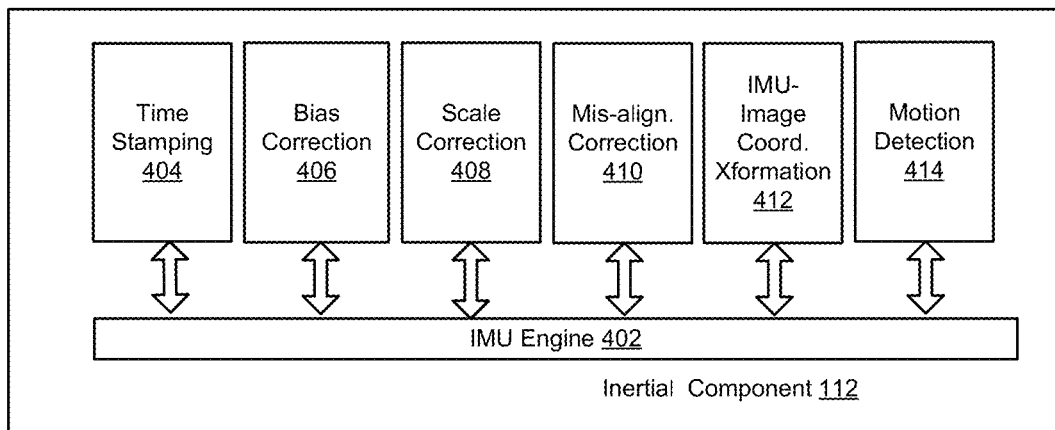 Time
Stamping
404
Bias
Correction
406
Scale
Correction
408
Mis-align.
Correction
410
IMU-
Image
Coord.
Xformation
412
Motion
Detection
414
IMU Engine 402
Inertial Component 112